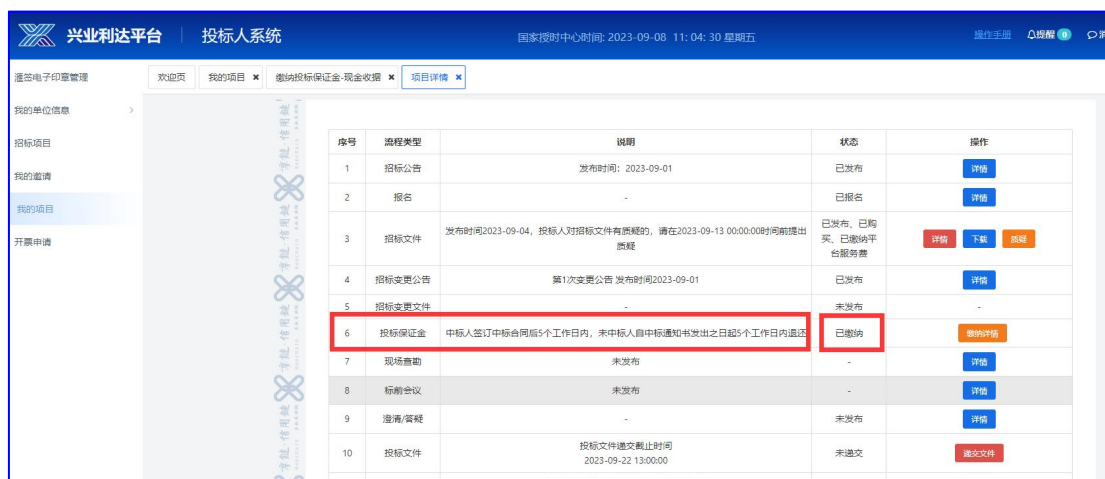 兴业利达平台 投标人系统 国家授时中心时间: 2023-09-08 11: 04: 30 星期五 操作手册 提醒 0
欢迎页 我的项目 × 缴纳投标保证金-现金收据 × 项目详情 ×
签电子印章管理
我的单位信息 >
招标项目
我的邀请
我的项目
开票申请
序号 流程类型 说明 状态 操作
1 招标公告 发布时间：2023-09-01 已发布 详情
2 报名 - 已报名 详情
3 招标文件 发布时间2023-09-04，投标人对招标文件有质疑的，请在2023-09-13 00:00:00时间前提出
质疑 已发布、已购
买、已缴纳平
台服务费 详情 下载 质疑
4 招标变更公告 第1次变更公告 发布时间2023-09-01 已发布 详情
5 招标变更文件 - 未发布 -
6 投标保证金 中标人签订中标合同后5个工作日内，未中标人自中标通知书发出之日起5个工作日内退还 已缴纳 缴纳详情
7 现场查勘 未发布 - 详情
8 标前会议 未发布 - 详情
9 澄清/答疑 - 未发布 详情
10 投标文件 投标文件递交截止时间
2023-09-22 13:00:00 未递交 递交文件